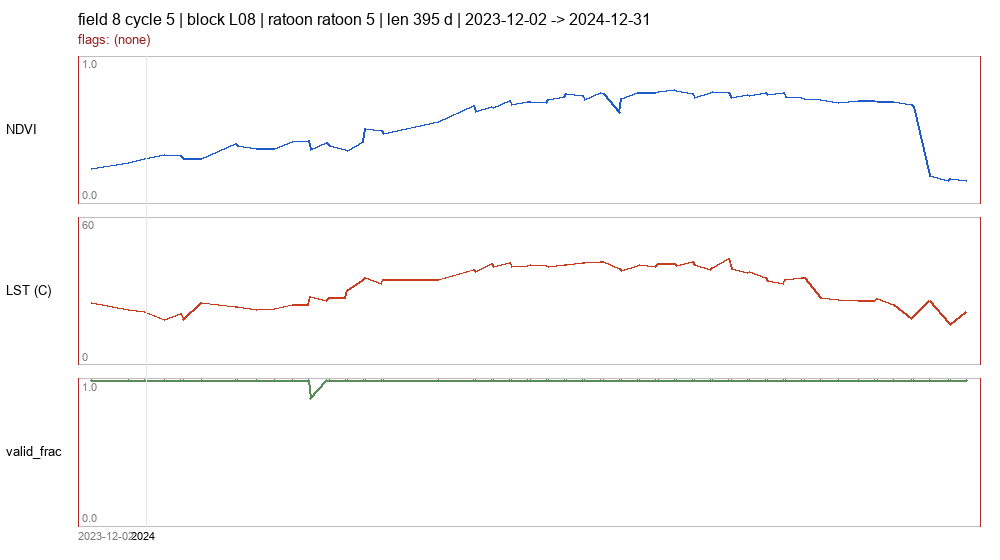 field 8 cycle 5 | block L08 | ratoon ratoon 5 | len 395 d | 2023-12-02 -> 2024-12-31
flags: (none)
1.0
NDVI
0.0
60
LST (C)
0
1.0
valid_frac
0.0
2023-12-02 2024